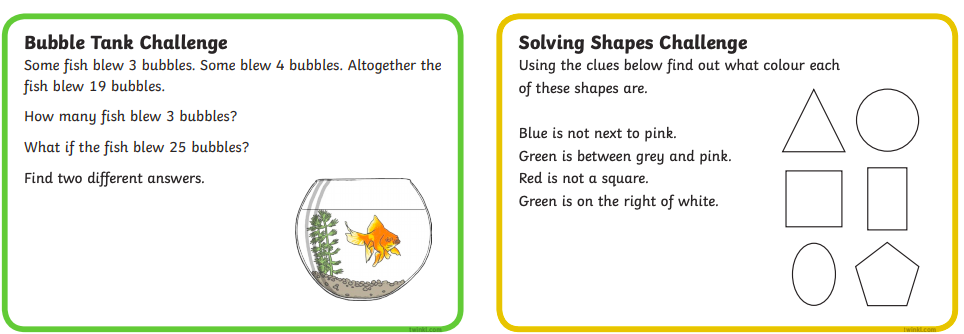 Bubble Tank Challenge
Some fish blew 3 bubbles. Some blew 4 bubbles. Altogether the
fish blew 19 bubbles.
How many fish blew 3 bubbles?
What if the fish blew 25 bubbles?
Find two different answers.
twinkl.com
Solving Shapes Challenge
Using the clues below find out what colour each
of these shapes are.
Blue is not next to pink.
Green is between grey and pink.
Red is not a square.
Green is on the right of white.
twinkl.com